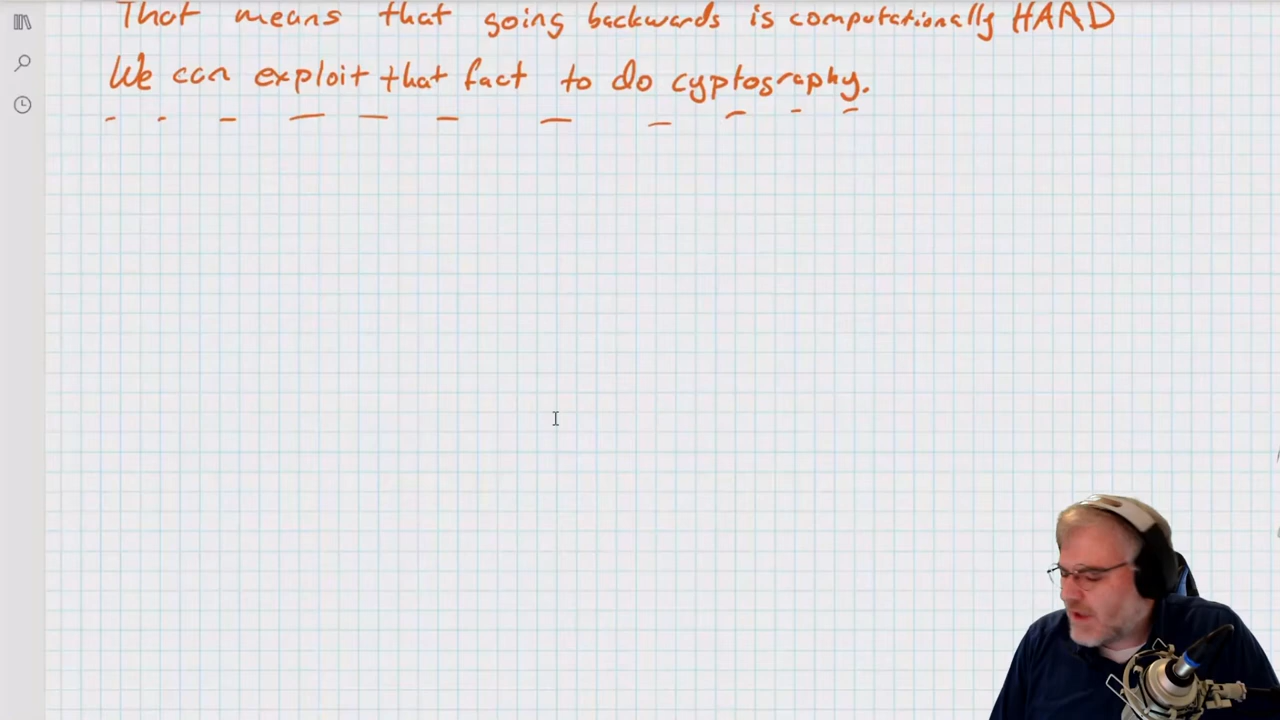 That means that going backwards is computationally HARD
We can exploit that fact to do cyptography.